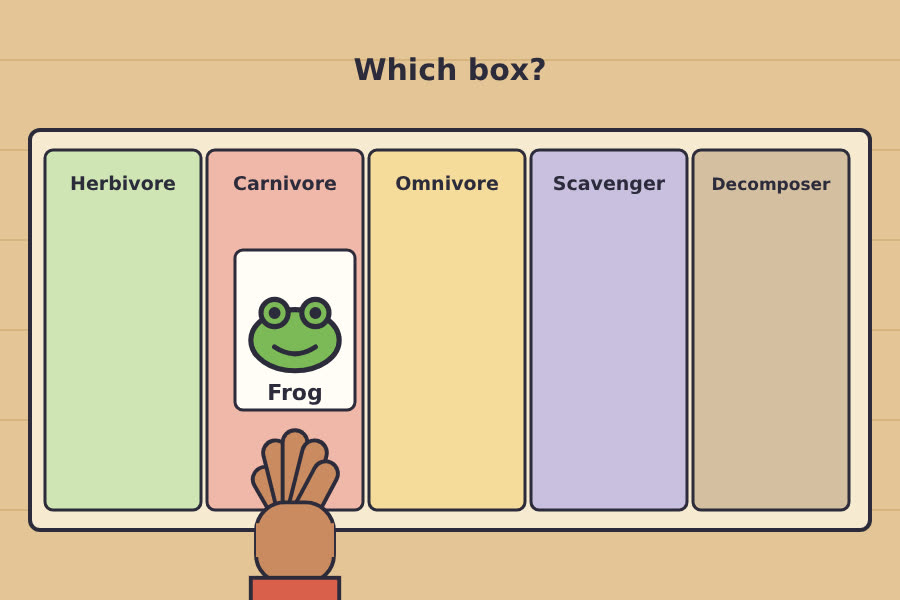 Which box?
Herbivore
Carnivore
Omnivore
Scavenger
Decomposer
Frog